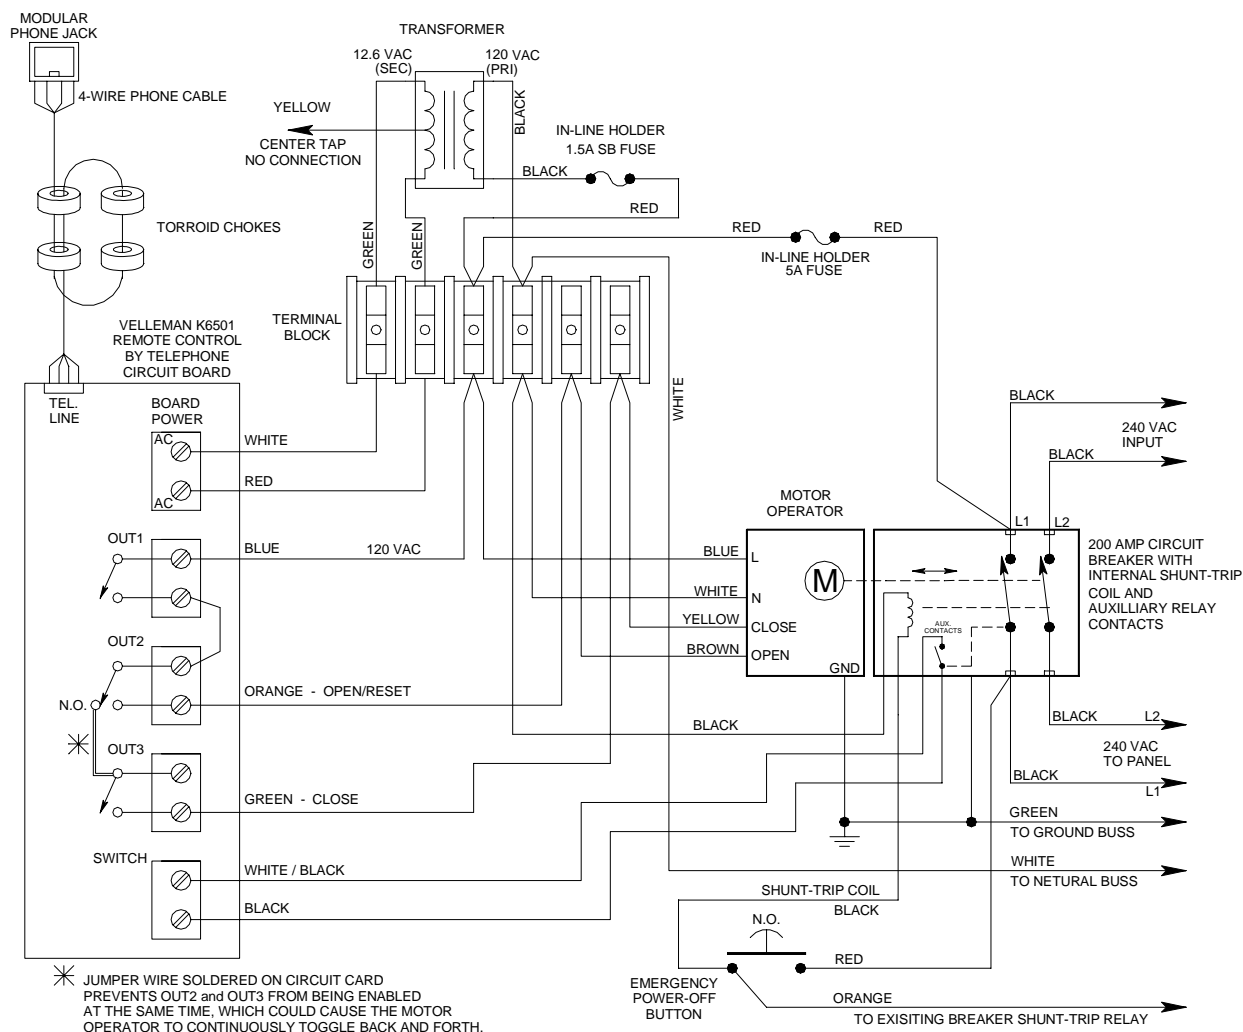 MODULAR
PHONE JACK
4-WIRE PHONE CABLE
TORROID CHOKES
TRANSFORMER
12.6 VAC
(SEC)
120 VAC
(PRI)
BLACK
YELLOW
CENTER TAP
NO CONNECTION
IN-LINE HOLDER
1.5A SB FUSE
BLACK
RED
GREEN
GREEN
RED
RED
IN-LINE HOLDER
5A FUSE
TERMINAL
BLOCK
WHITE
VELLEMAN K6501
REMOTE CONTROL
BY TELEPHONE
CIRCUIT BOARD
TEL.
LINE
BOARD
POWER
AC
AC
WHITE
RED
OUT1
BLUE
120 VAC
OUT2
N.O.
ORANGE - OPEN/RESET
OUT3
GREEN - CLOSE
SWITCH
WHITE / BLACK
BLACK
MOTOR
OPERATOR
BLUE
L
WHITE
N
YELLOW
CLOSE
BROWN
OPEN
GND
M
BLACK
BLACK
240 VAC
INPUT
BLACK
L1
L2
AUX.
CONTACTS
200 AMP CIRCUIT
BREAKER WITH
INTERNAL SHUNT-TRIP
COIL AND
AUXILLIARY RELAY
CONTACTS
BLACK
L2
240 VAC
TO PANEL
BLACK
L1
GREEN
TO GROUND BUSS
WHITE
TO NETURAL BUSS
SHUNT-TRIP COIL
BLACK
N.O.
RED
EMERGENCY
POWER-OFF
BUTTON
ORANGE
TO EXISITING BREAKER SHUNT-TRIP RELAY
JUMPER WIRE SOLDERED ON CIRCUIT CARD
PREVENTS OUT2 and OUT3 FROM BEING ENABLED
AT THE SAME TIME, WHICH COULD CAUSE THE MOTOR
OPERATOR TO CONTINUOUSLY TOGGLE BACK AND FORTH.